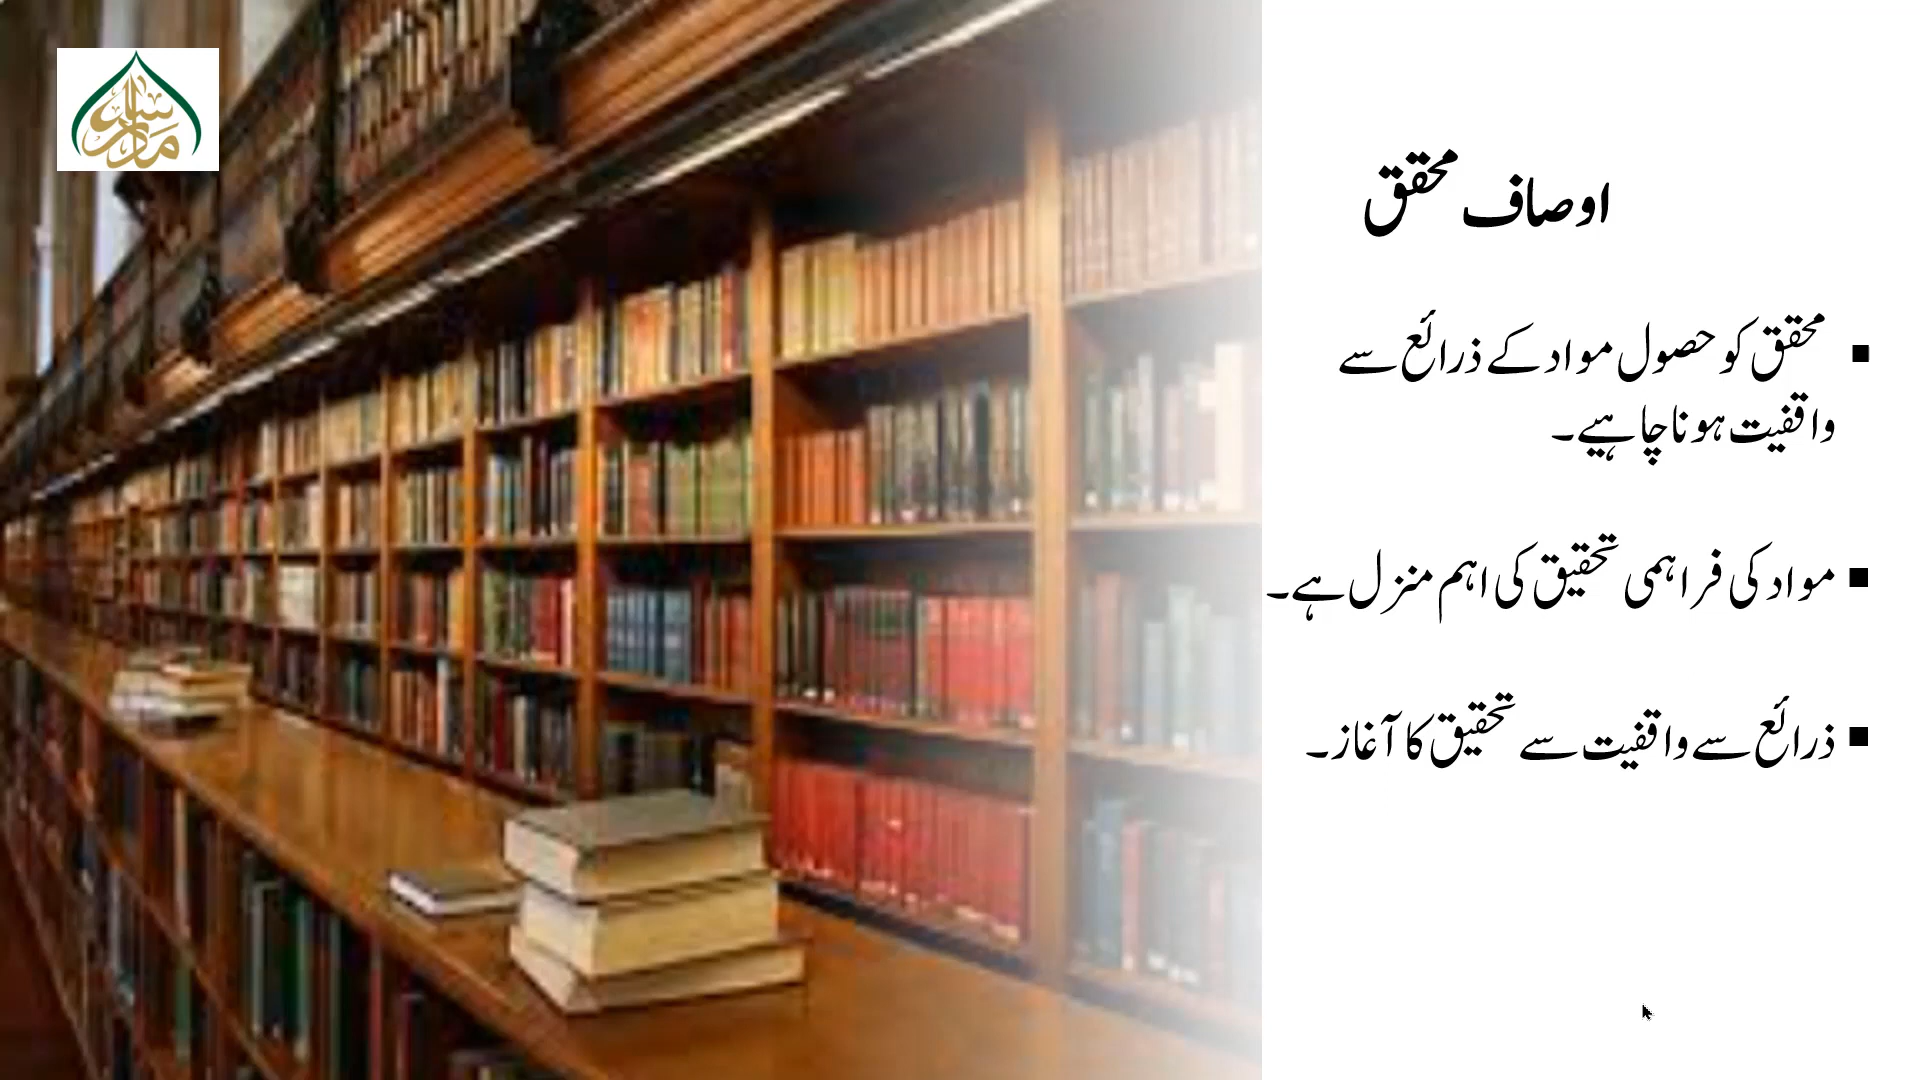 اوصاف محقق
▪ محقق کو حصول مواد کے ذرائع سے
واقفیت ہونا چاہیے۔
▪ مواد کی فراہمی تحقیق کی اہم منزل ہے۔
▪ ذرائع سے واقفیت سے تحقیق کا آغاز۔